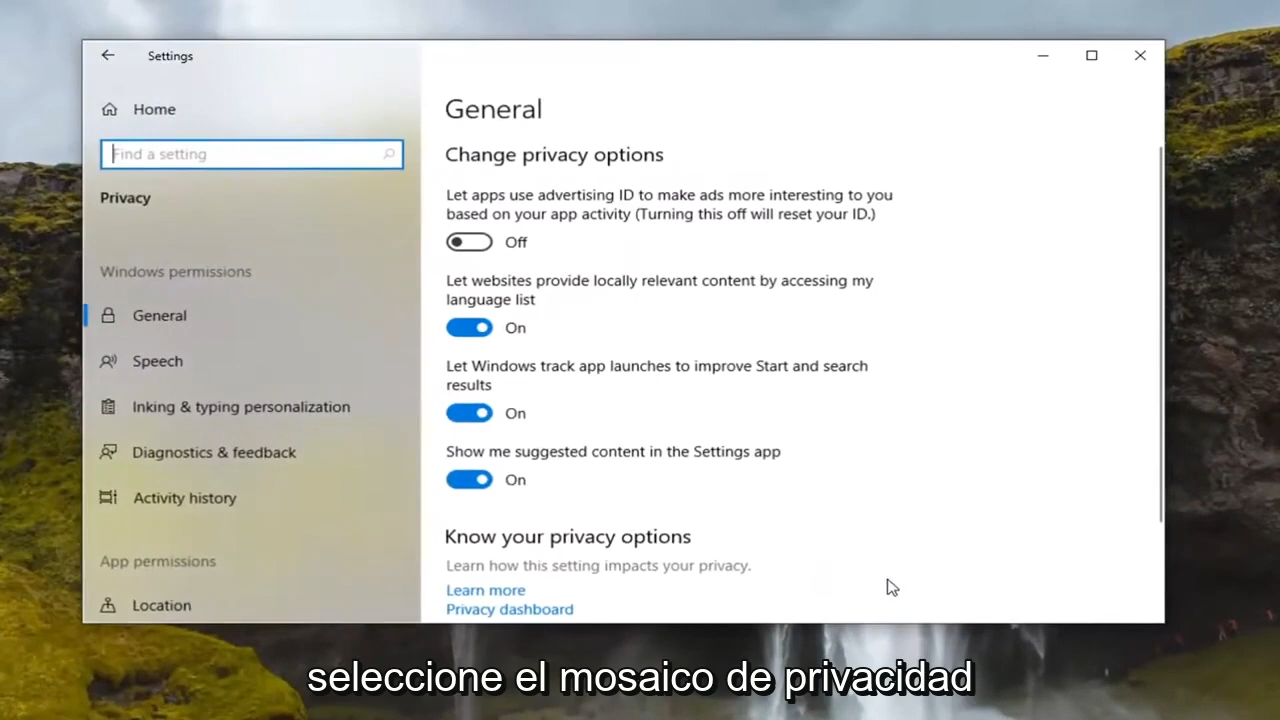 Settings
Home
Find a setting
Privacy
Windows permissions
General
Speech
Inking & typing personalization
Diagnostics & feedback
Activity history
App permissions
Location
General
Change privacy options
Let apps use advertising ID to make ads more interesting to you
based on your app activity (Turning this off will reset your ID.)
Off
Let websites provide locally relevant content by accessing my
language list
On
Let Windows track app launches to improve Start and search
results
On
Show me suggested content in the Settings app
On
Know your privacy options
Learn how this setting impacts your privacy.
Learn more
Privacy dashboard
seleccione el mosaico de privacidad